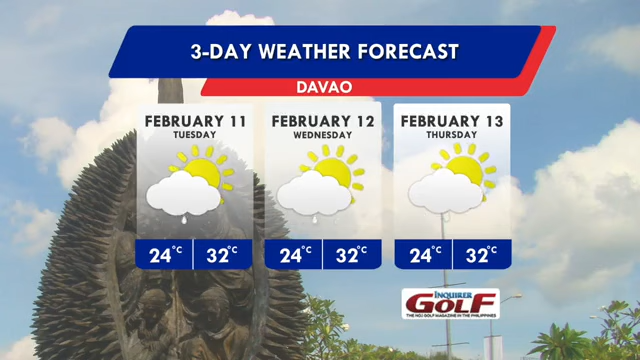 3-DAY WEATHER FORECAST
DAVAO
FEBRUARY 11
TUESDAY
24°C 32°C
FEBRUARY 12
WEDNESDAY
24°C 32°C
FEBRUARY 13
THURSDAY
24°C 32°C
INQUIRER
GOLF
THE NO.1 GOLF MAGAZINE IN THE PHILIPPINES